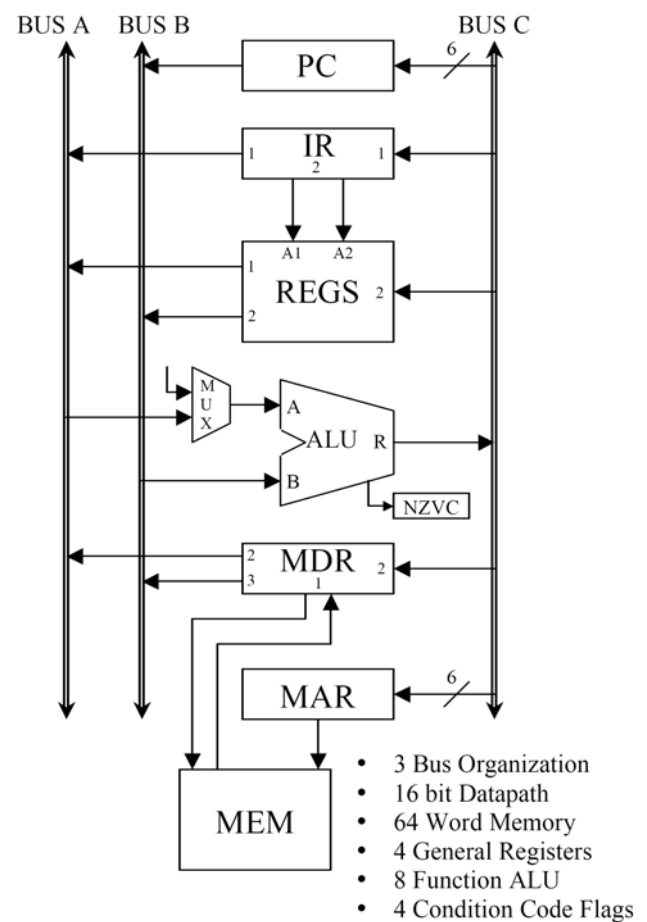 BUS A BUS B BUS C
6
PC
IR
1 1
2
A1 A2
1
REGS 2
2
M
U
X
A
ALU R
B
NZVC
2
MDR 2
3 1
6
MAR
MEM
• 3 Bus Organization
• 16 bit Datapath
• 64 Word Memory
• 4 General Registers
• 8 Function ALU
• 4 Condition Code Flags